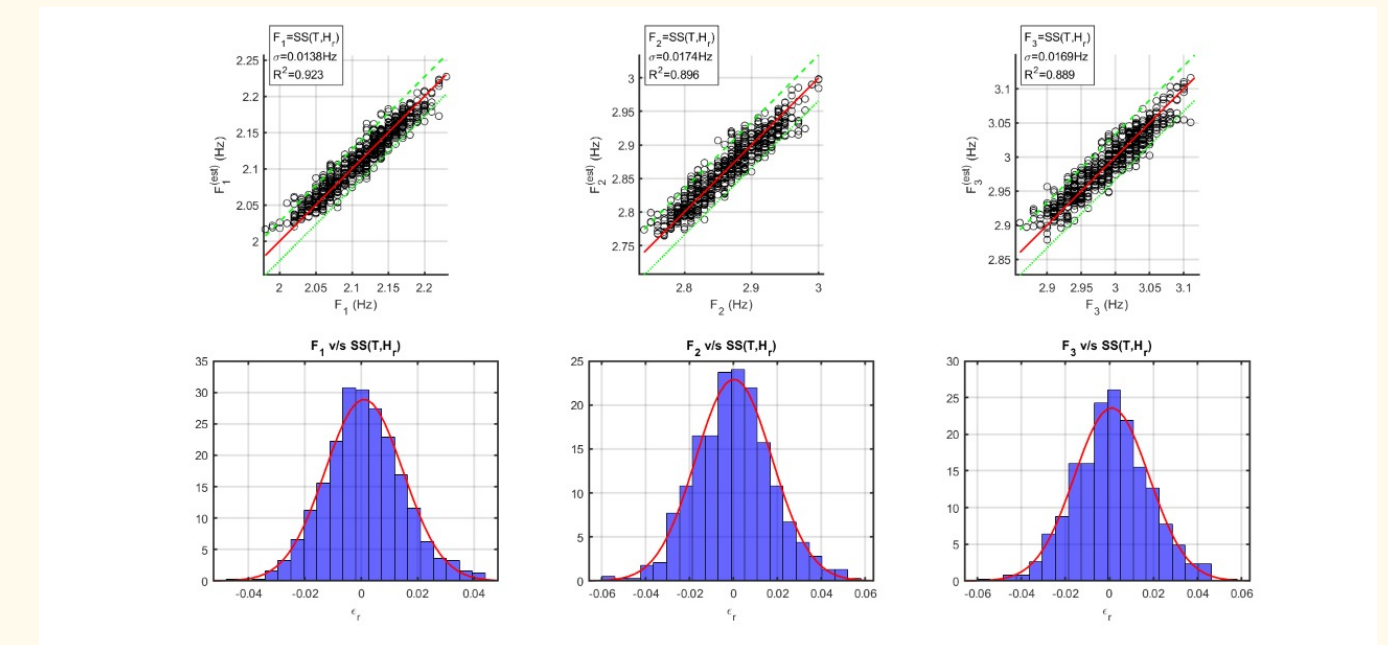 F1=SS(T,Hr)
σ=0.0138Hz
R²=0.923
2.25
2.2
2.15
2.1
2.05
2
F1(est) (Hz)
2 2.05 2.1 2.15 2.2
F1 (Hz)
F2=SS(T,Hr)
σ=0.0174Hz
R²=0.896
3
2.95
2.9
2.85
2.8
2.75
F2(est) (Hz)
2.8 2.9 3
F2 (Hz)
F3=SS(T,Hr)
σ=0.0169Hz
R²=0.889
3.1
3.05
3
2.95
2.9
2.85
F3(est) (Hz)
2.9 2.95 3 3.05 3.1
F3 (Hz)
F1 v/s SS(T,Hr)
35
30
25
20
15
10
5
0
-0.04 -0.02 0 0.02 0.04
ϵr
F2 v/s SS(T,Hr)
25
20
15
10
5
0
-0.06 -0.04 -0.02 0 0.02 0.04 0.06
ϵr
F3 v/s SS(T,Hr)
30
25
20
15
10
5
0
-0.06 -0.04 -0.02 0 0.02 0.04 0.06
ϵr